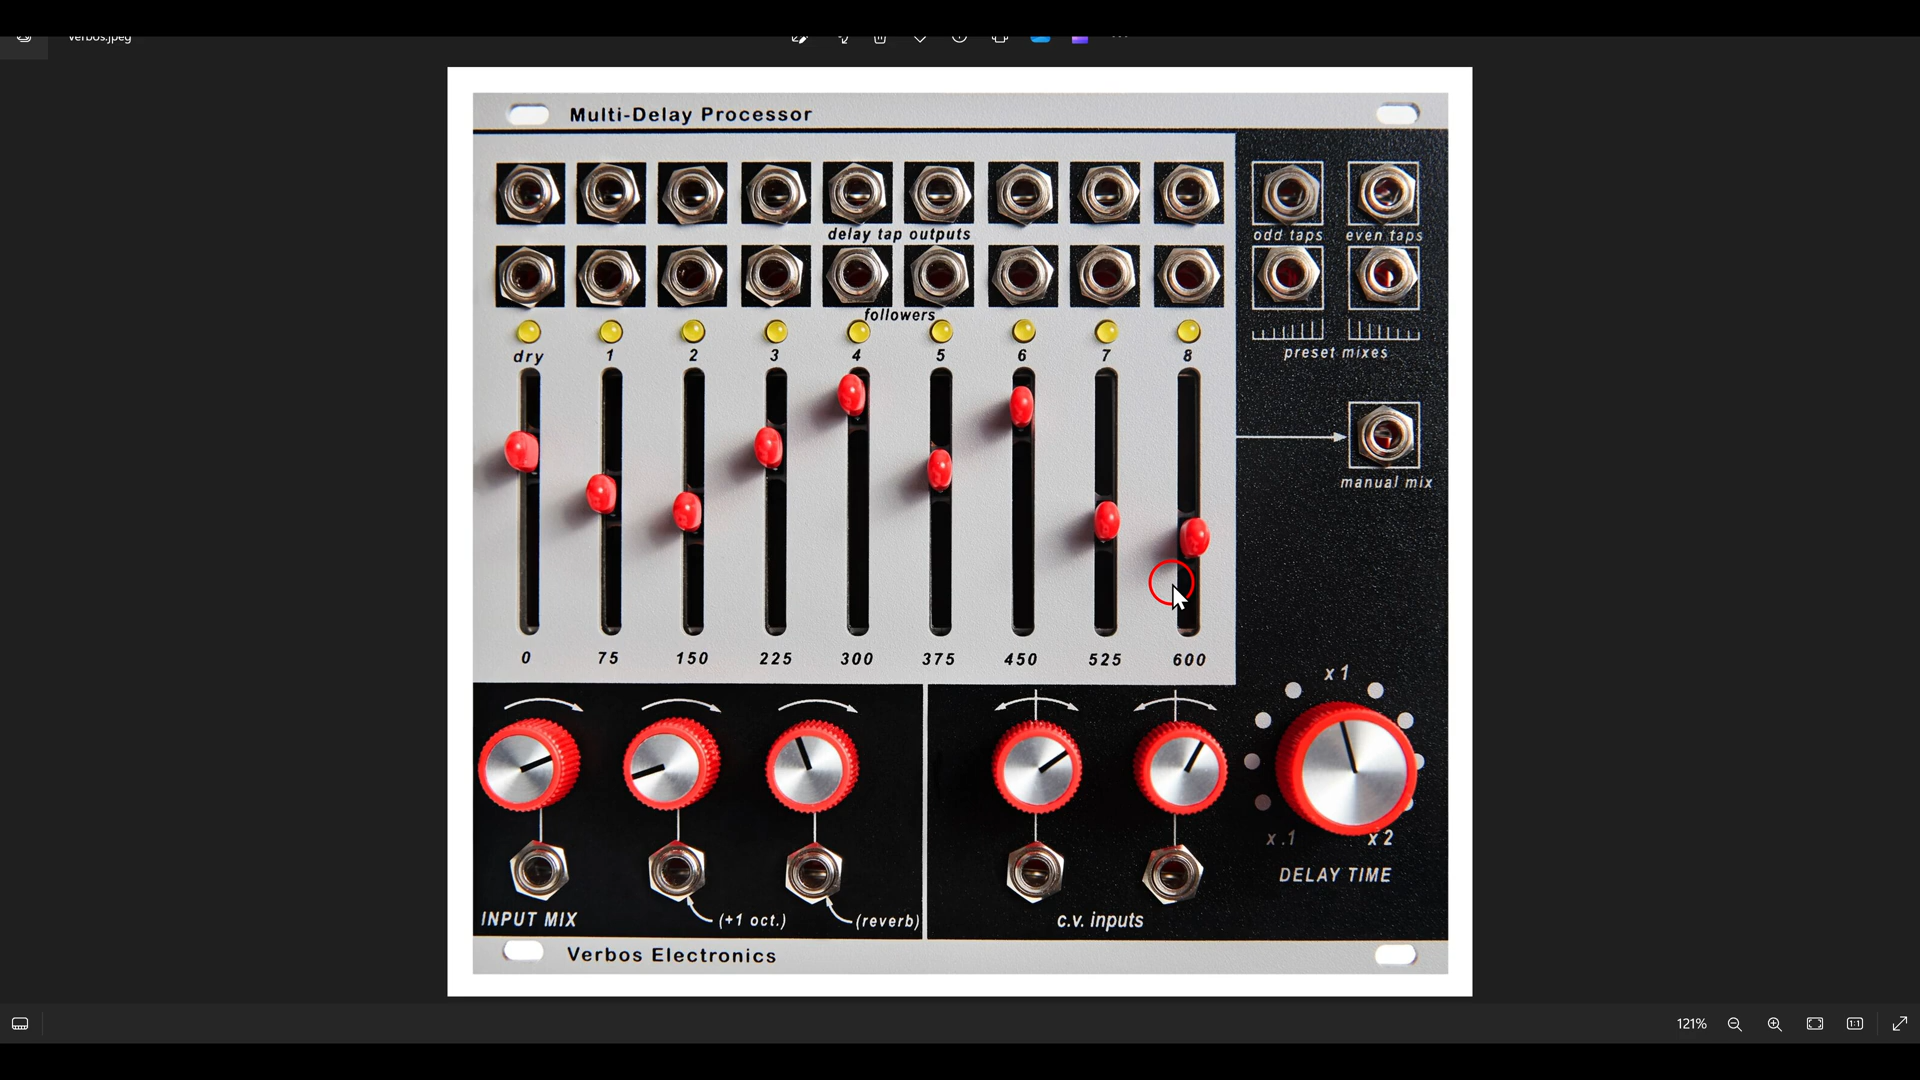 verbos.jpeg
Multi-Delay Processor
delay tap outputs
odd taps even taps
followers
dry 1 2 3 4 5 6 7 8
preset mixes
manual mix
0 75 150 225 300 375 450 525 600
x 1
x .1 x 2
DELAY TIME
INPUT MIX (+1 oct.) (reverb) c.v. inputs
Verbos Electronics
121%
1:1